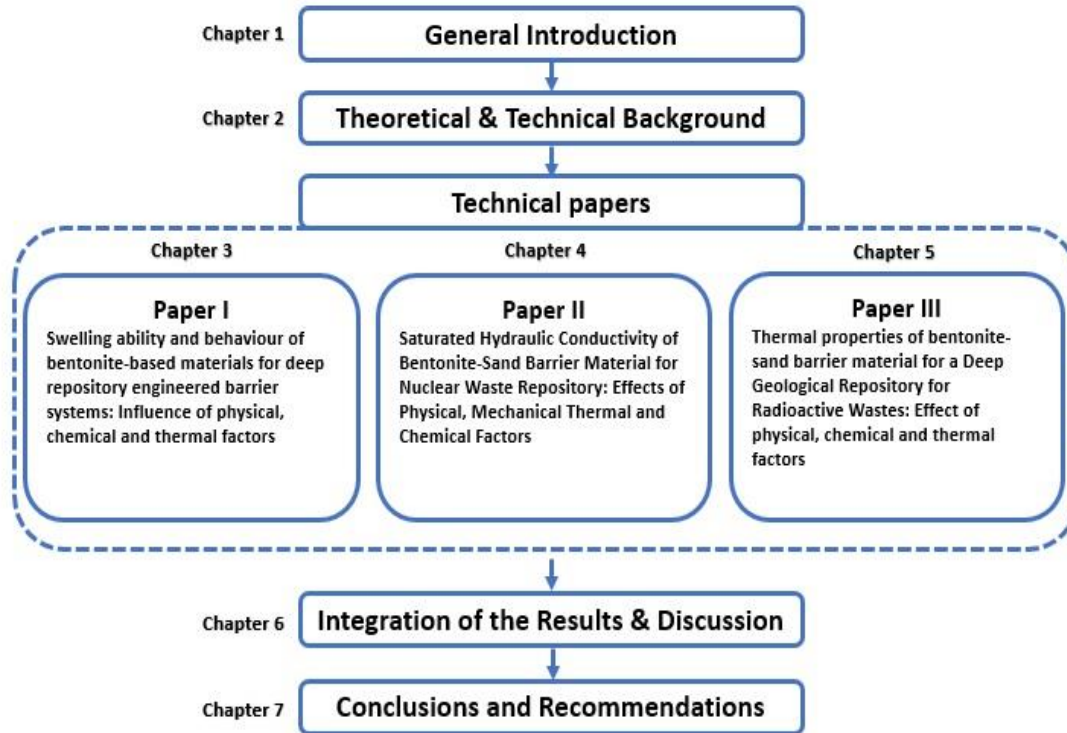 Chapter 1
General Introduction
Chapter 2
Theoretical & Technical Background
Technical papers
Chapter 3
Paper I
Swelling ability and behaviour of
bentonite-based materials for deep
repository engineered barrier
systems: Influence of physical,
chemical and thermal factors
Chapter 4
Paper II
Saturated Hydraulic Conductivity of
Bentonite-Sand Barrier Material for
Nuclear Waste Repository: Effects of
Physical, Mechanical Thermal and
Chemical Factors
Chapter 5
Paper III
Thermal properties of bentonite-
sand barrier material for a Deep
Geological Repository for
Radioactive Wastes: Effect of
physical, chemical and thermal
factors
Chapter 6
Integration of the Results & Discussion
Chapter 7
Conclusions and Recommendations